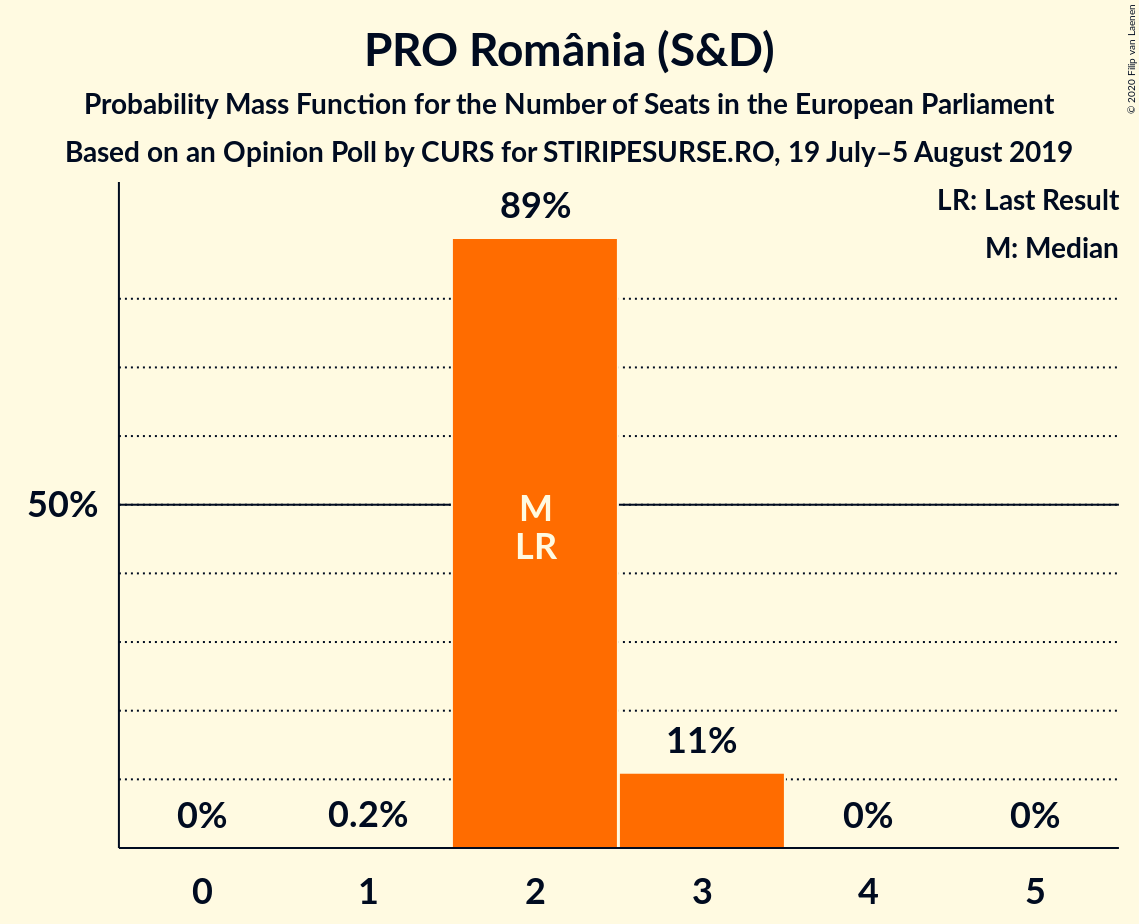 PRO România (S&D)
Probability Mass Function for the Number of Seats in the European Parliament
Based on an Opinion Poll by CURS for STIRIPESURSE.RO, 19 July–5 August 2019
© 2020 Filip van Laenen
LR: Last Result
M: Median
89%
50%
M
LR
11%
0% 0.2% 0% 0%
0 1 2 3 4 5